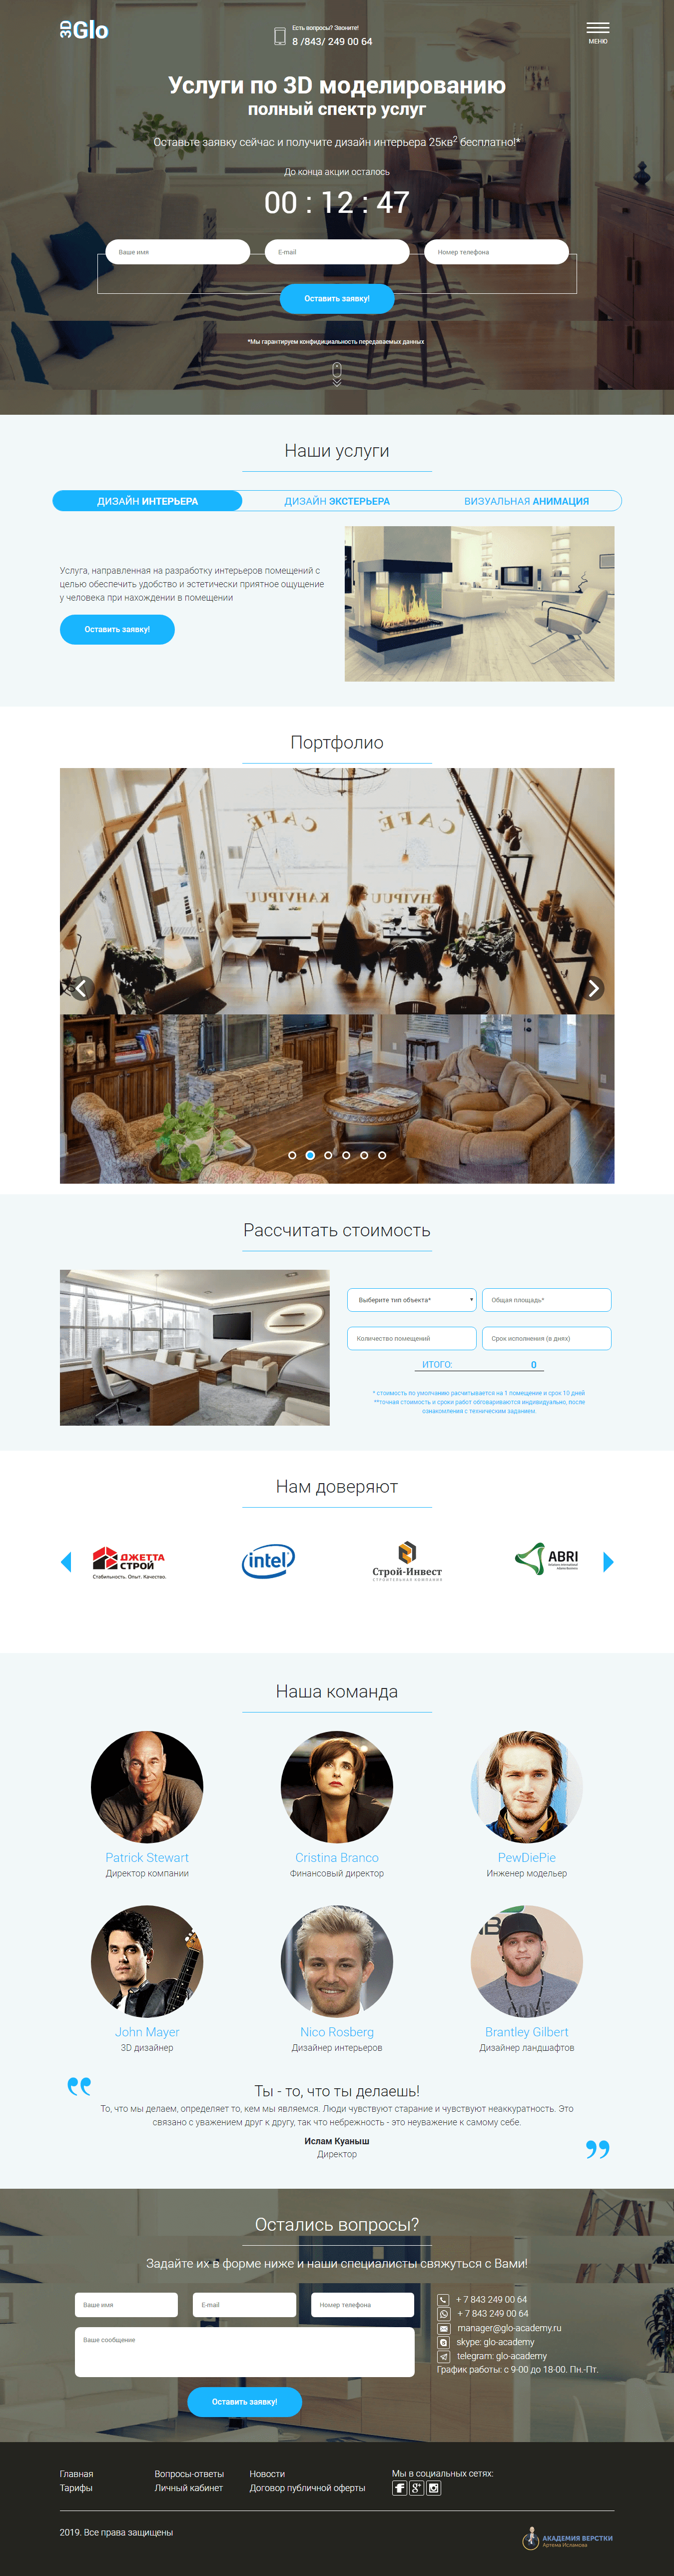 3D Glo
Есть вопросы? Звоните!
8 /843/ 249 00 64
МЕНЮ
Услуги по 3D моделированию
полный спектр услуг
Оставьте заявку сейчас и получите дизайн интерьера 25кв2 бесплатно!*
До конца акции осталось
00 : 12 : 47
Ваше имя
E-mail
Номер телефона
Оставить заявку!
*Мы гарантируем конфидициальность передаваемых данных
Наши услуги
ДИЗАЙН ИНТЕРЬЕРА
ДИЗАЙН ЭКСТЕРЬЕРА
ВИЗУАЛЬНАЯ АНИМАЦИЯ
Услуга, направленная на разработку интерьеров помещений с
целью обеспечить удобство и эстетически приятное ощущение
у человека при нахождении в помещении
Оставить заявку!
Портфолио
Рассчитать стоимость
Выберите тип объекта*
Общая площадь*
Количество помещений
Срок исполнения (в днях)
ИТОГО: 0
* стоимость по умолчанию расчитывается на 1 помещение и срок 10 дней
**точная стоимость и сроки работ обговариваются индивидуально, после
ознакомления с техническим заданием.
Нам доверяют
ДЖЕТТА
СТРОЙ
Стабильность. Опыт. Качество.
intel
Строй-Инвест
СТРОИТЕЛЬНАЯ КОМПАНИЯ
ABRI
Наша команда
Patrick Stewart
Директор компании
Cristina Branco
Финансовый директор
PewDiePie
Инженер модельер
John Mayer
3D дизайнер
Nico Rosberg
Дизайнер интерьеров
COME
Brantley Gilbert
Дизайнер ландшафтов
Ты - то, что ты делаешь!
То, что мы делаем, определяет то, кем мы являемся. Люди чувствуют старание и чувствуют неаккуратность. Это
связано с уважением друг к другу, так что небрежность - это неуважение к самому себе.
Ислам Куаныш
Директор
Остались вопросы?
Задайте их в форме ниже и наши специалисты свяжуться с Вами!
Ваше имя
E-mail
Номер телефона
Ваше сообщение
Оставить заявку!
+ 7 843 249 00 64
+ 7 843 249 00 64
manager@glo-academy.ru
skype: glo-academy
telegram: glo-academy
График работы: с 9-00 до 18-00. Пн.-Пт.
Главная
Тарифы
Вопросы-ответы
Личный кабинет
Новости
Договор публичной оферты
Мы в социальных сетях:
2019. Все права защищены
АКАДЕМИЯ ВЕРСТКИ
Артема Исламова